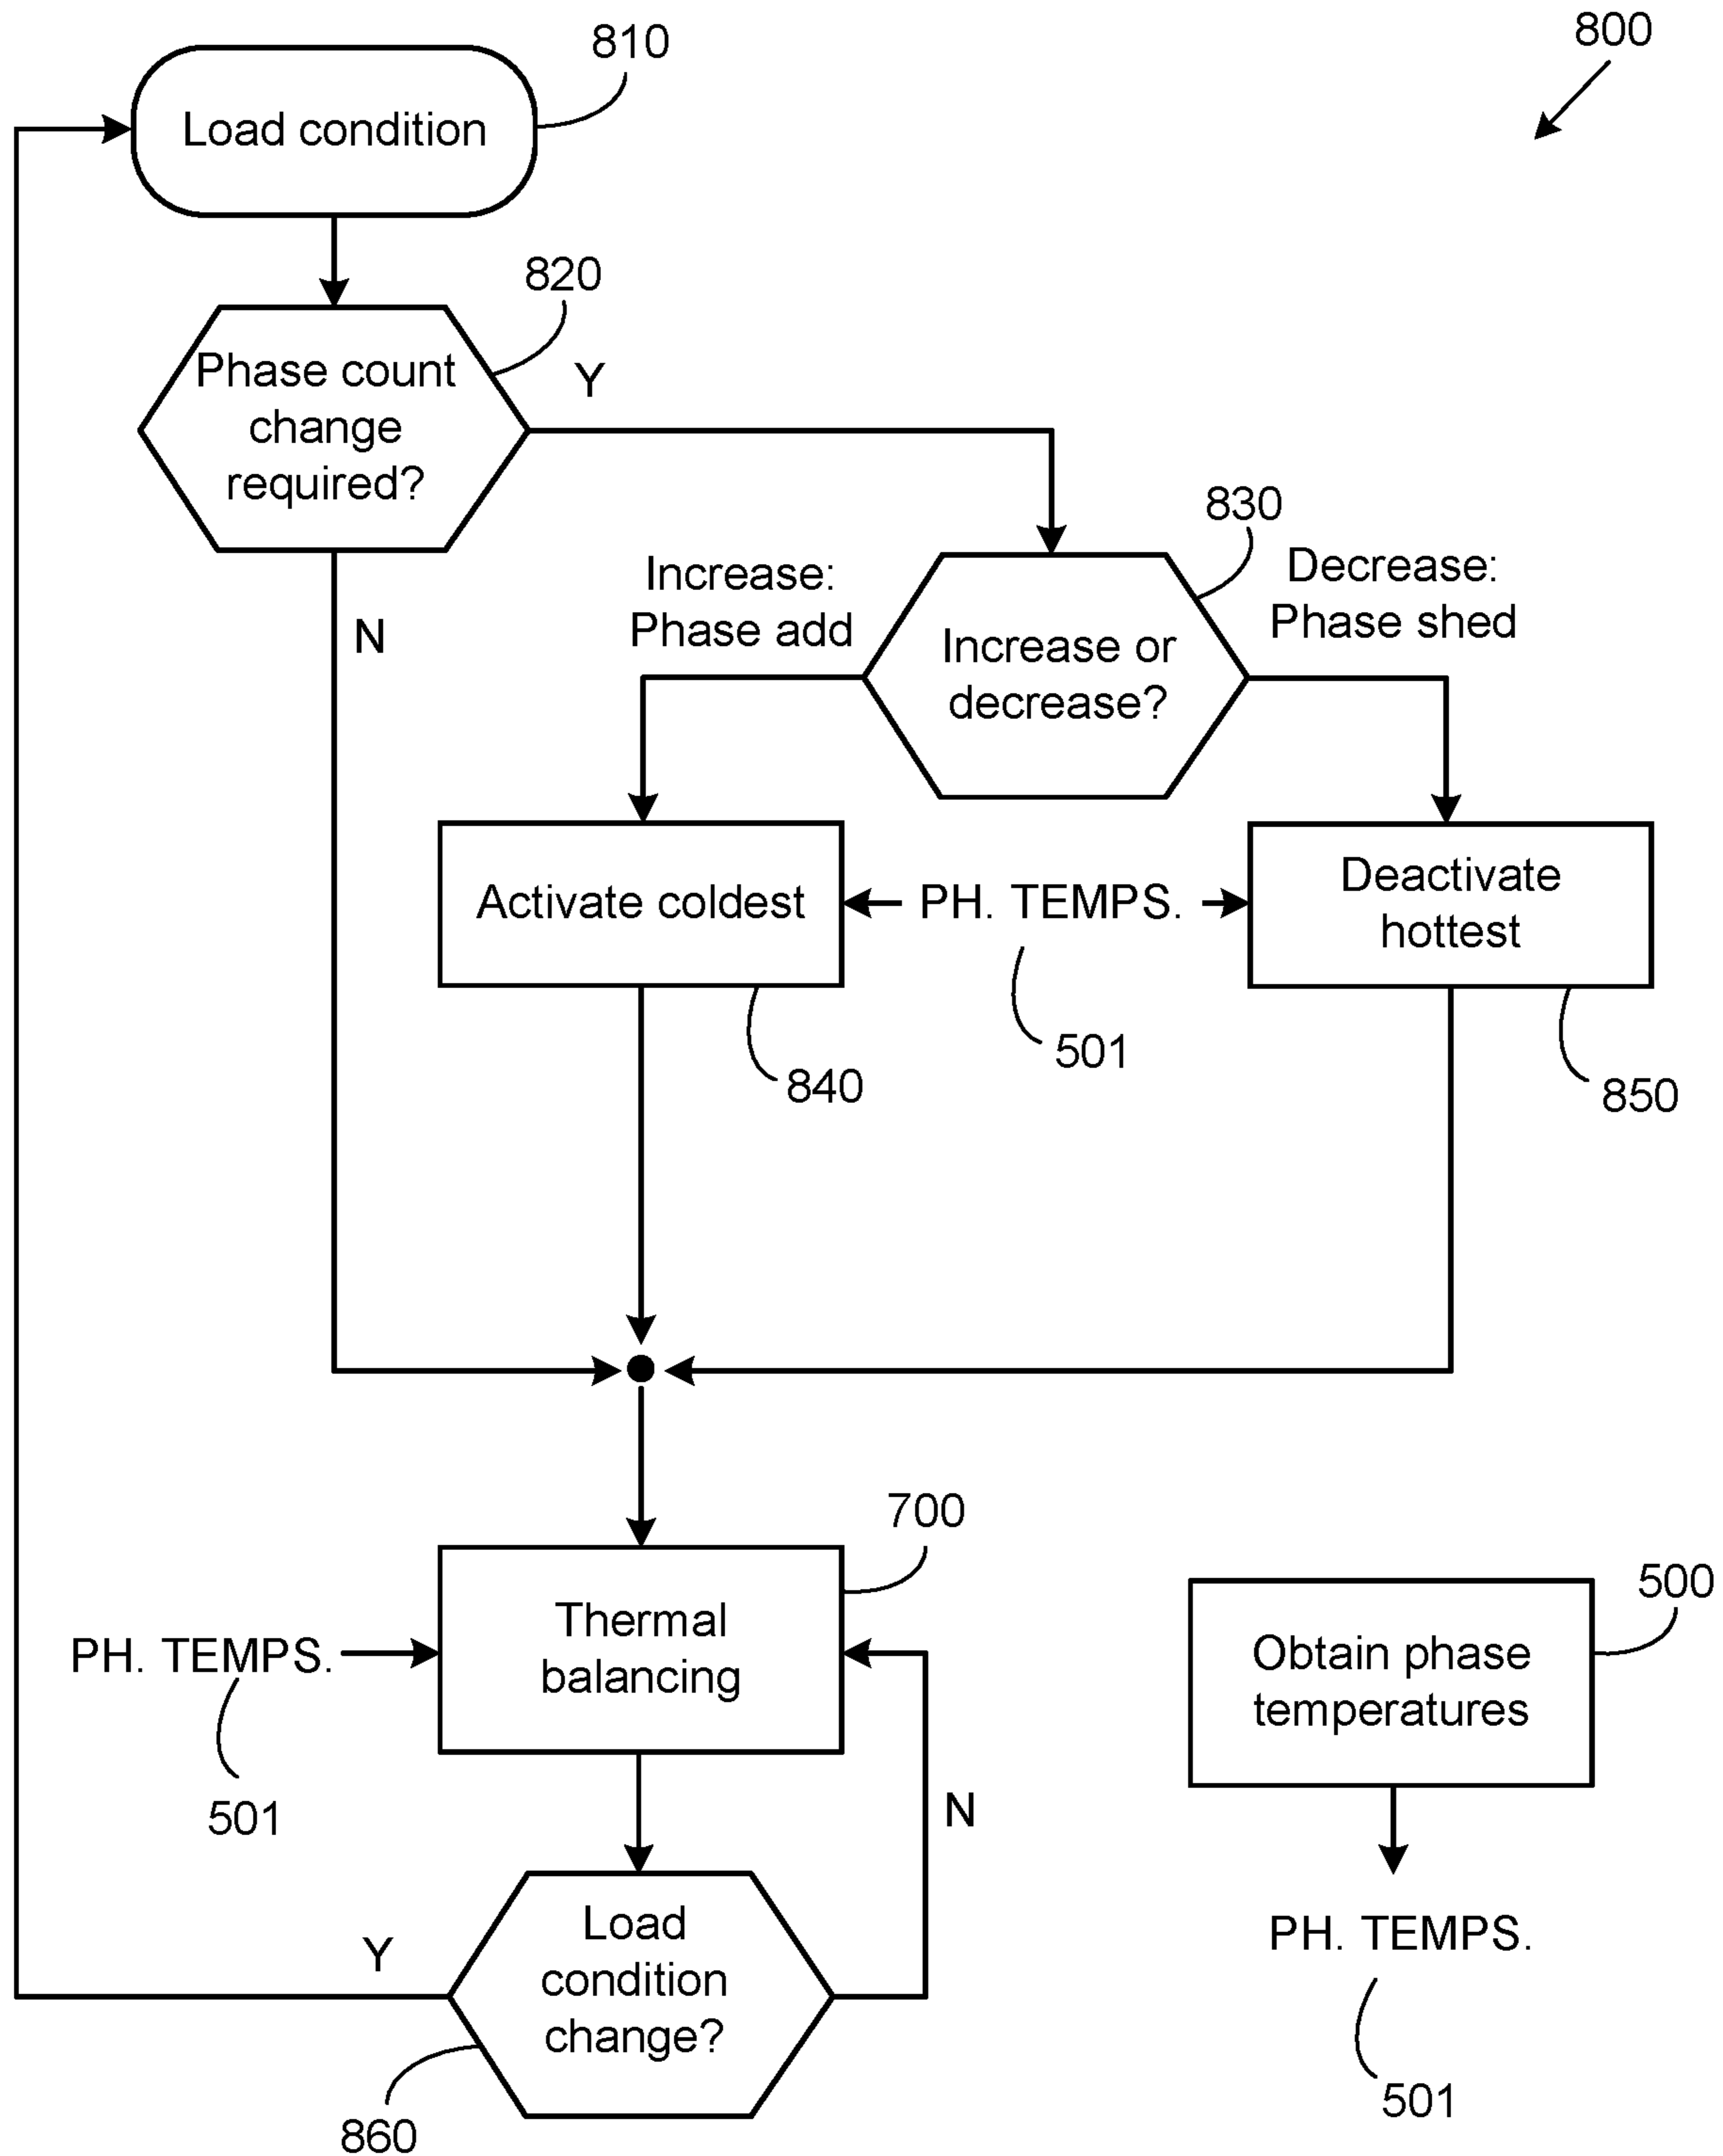 800
810
Load condition
820
Phase count
change
required?
Y
N
830
Increase:
Phase add
Decrease:
Phase shed
Increase or
decrease?
Activate coldest
PH. TEMPS.
Deactivate
hottest
501
840
850
700
Thermal
balancing
PH. TEMPS.
501
N
500
Obtain phase
temperatures
PH. TEMPS.
501
Load
condition
change?
Y
860